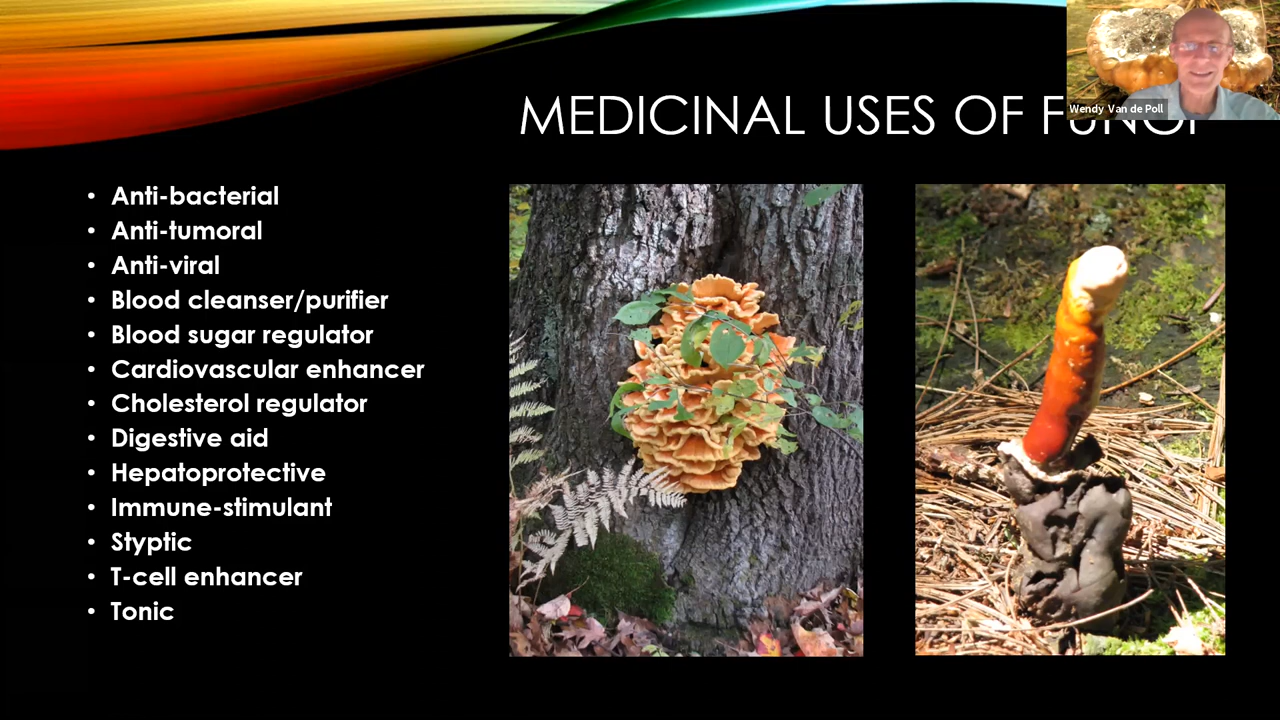 Wendy Van de Poll
MEDICINAL USES OF FUNGI
• Anti-bacterial
• Anti-tumoral
• Anti-viral
• Blood cleanser/purifier
• Blood sugar regulator
• Cardiovascular enhancer
• Cholesterol regulator
• Digestive aid
• Hepatoprotective
• Immune-stimulant
• Styptic
• T-cell enhancer
• Tonic